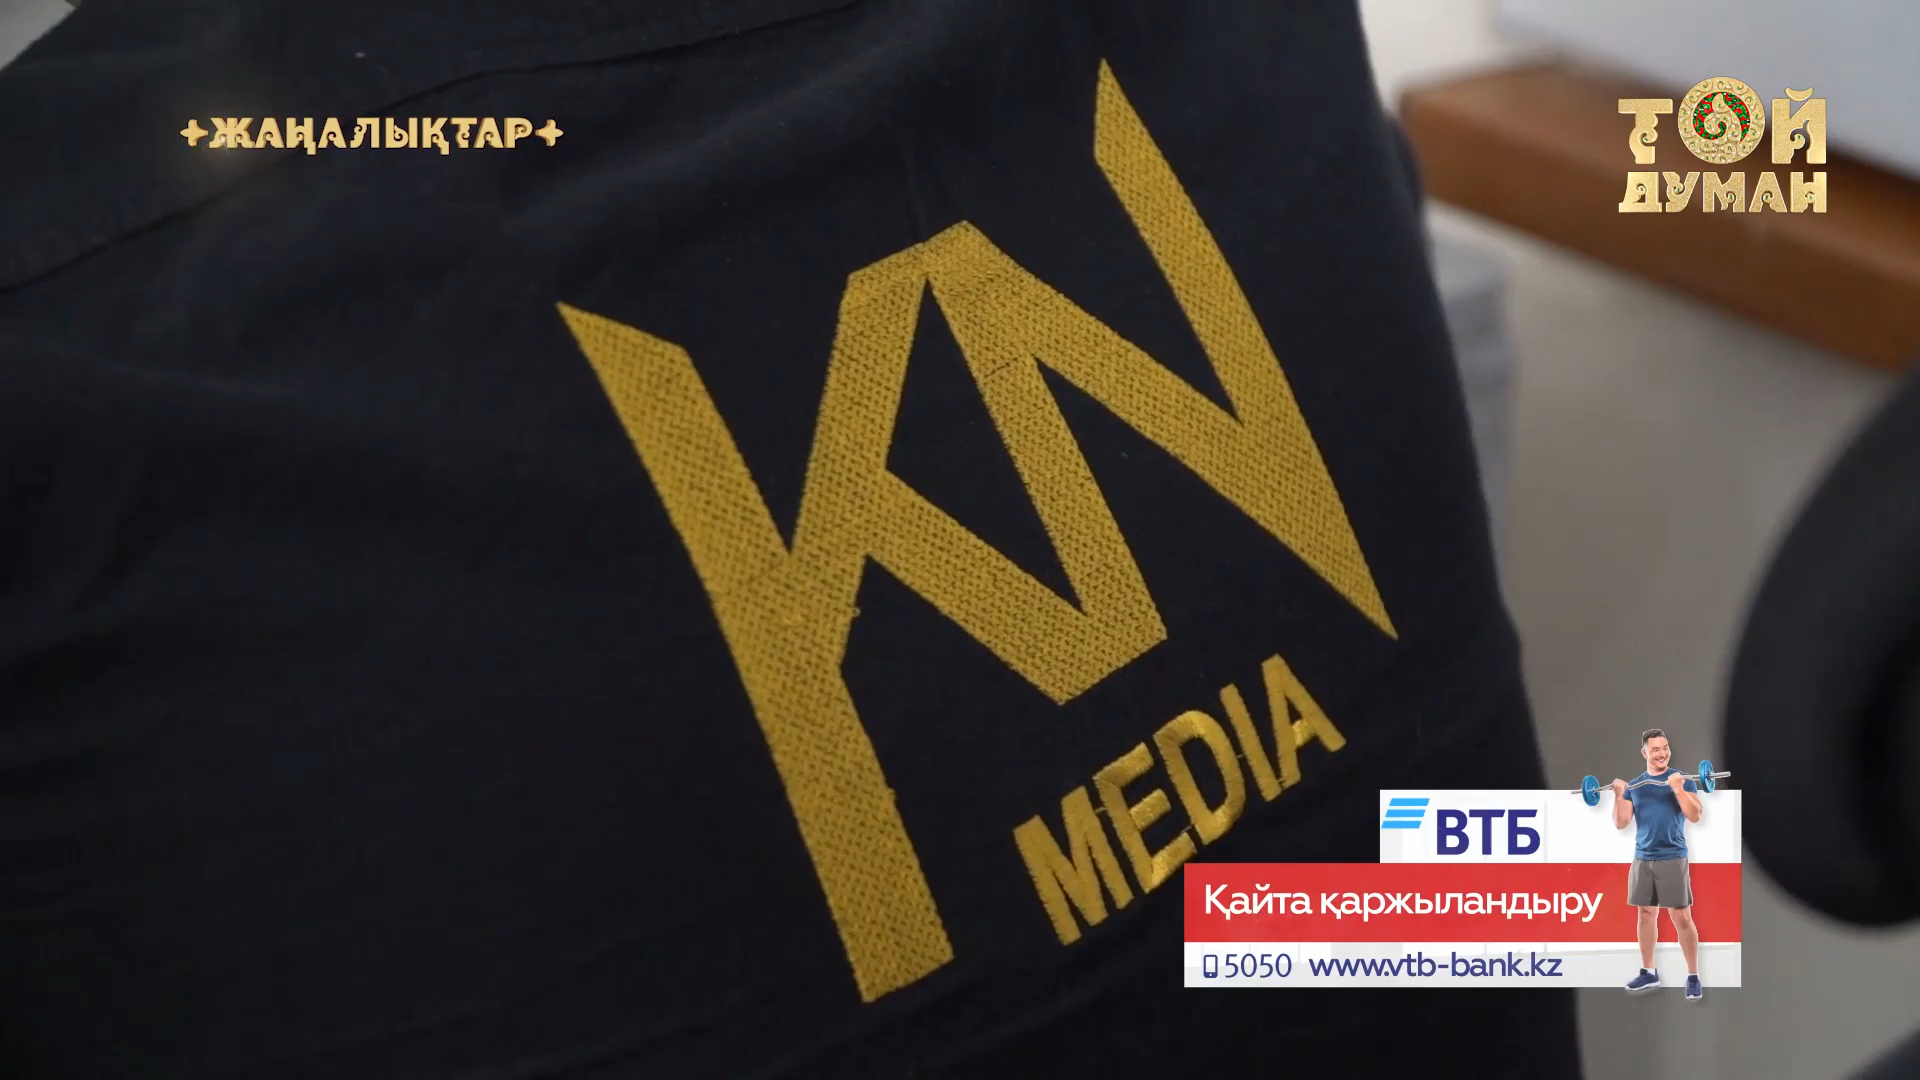 ЖАҢАЛЫҚТАР
ТОЙ
ДУМАН
KN
MEDIA
ВТБ
Қайта қаржыландыру
5050 www.vtb-bank.kz